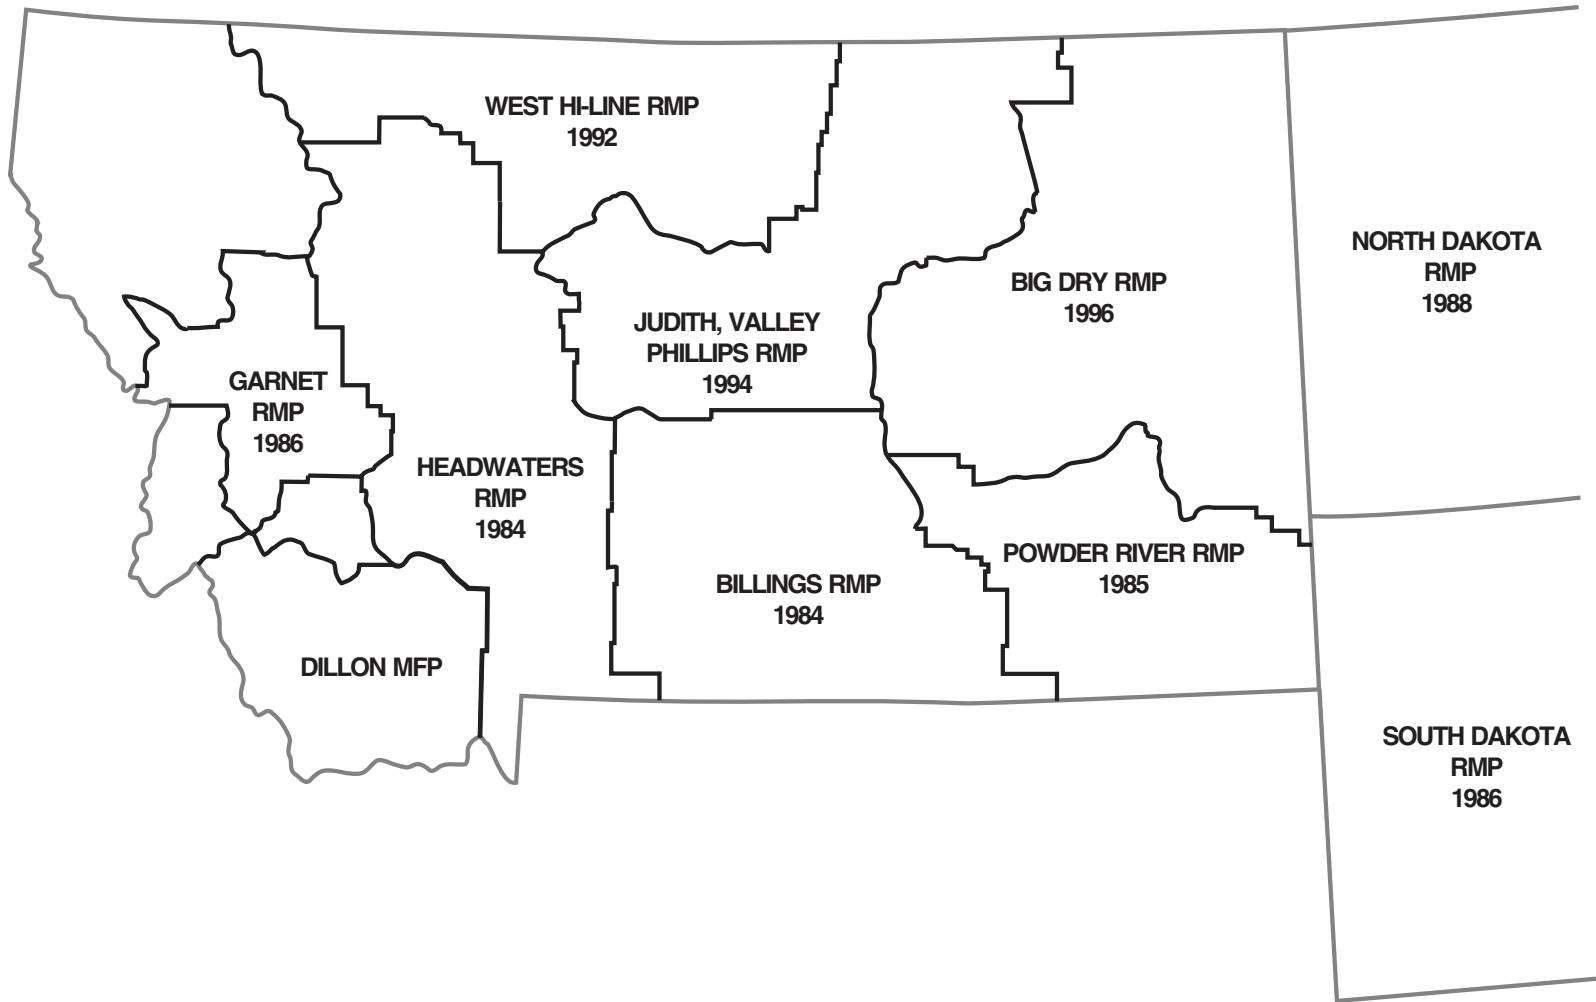 WEST HI-LINE RMP
1992
NORTH DAKOTA
RMP
1988
BIG DRY RMP
1996
JUDITH, VALLEY
PHILLIPS RMP
1994
GARNET
RMP
1986
HEADWATERS
RMP
1984
POWDER RIVER RMP
1985
BILLINGS RMP
1984
DILLON MFP
SOUTH DAKOTA
RMP
1986